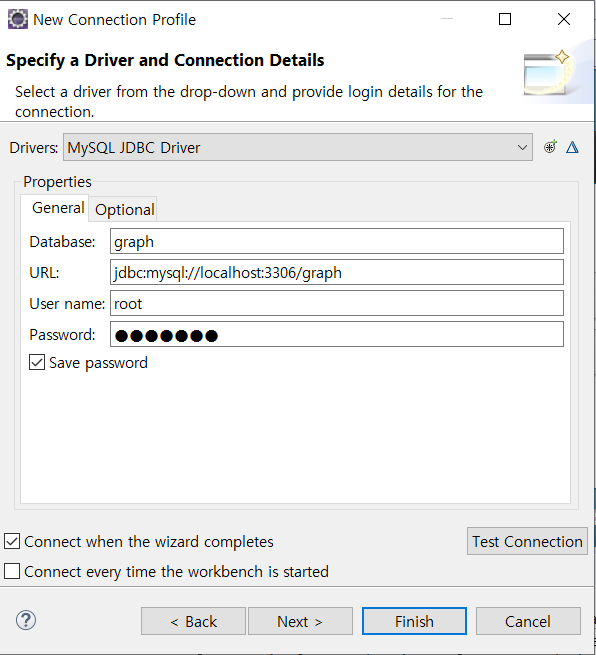 New Connection Profile
Specify a Driver and Connection Details
Select a driver from the drop-down and provide login details for the
connection.
Drivers: MySQL JDBC Driver
Properties
General Optional
Database: graph
URL: jdbc:mysql://localhost:3306/graph
User name: root
Password: ●●●●●●●
Save password
Connect when the wizard completes
Test Connection
Connect every time the workbench is started
? < Back Next > Finish Cancel